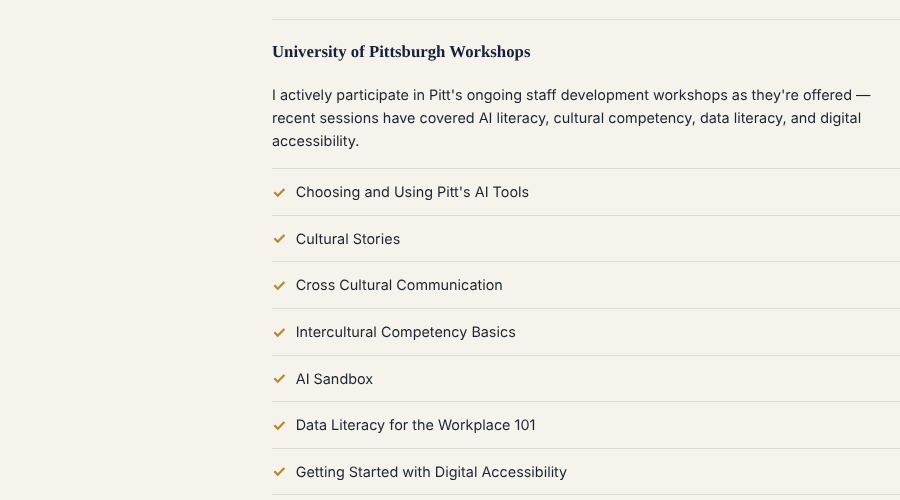 University of Pittsburgh Workshops
I actively participate in Pitt's ongoing staff development workshops as they're offered —
recent sessions have covered AI literacy, cultural competency, data literacy, and digital
accessibility.
Choosing and Using Pitt's AI Tools
Cultural Stories
Cross Cultural Communication
Intercultural Competency Basics
AI Sandbox
Data Literacy for the Workplace 101
Getting Started with Digital Accessibility